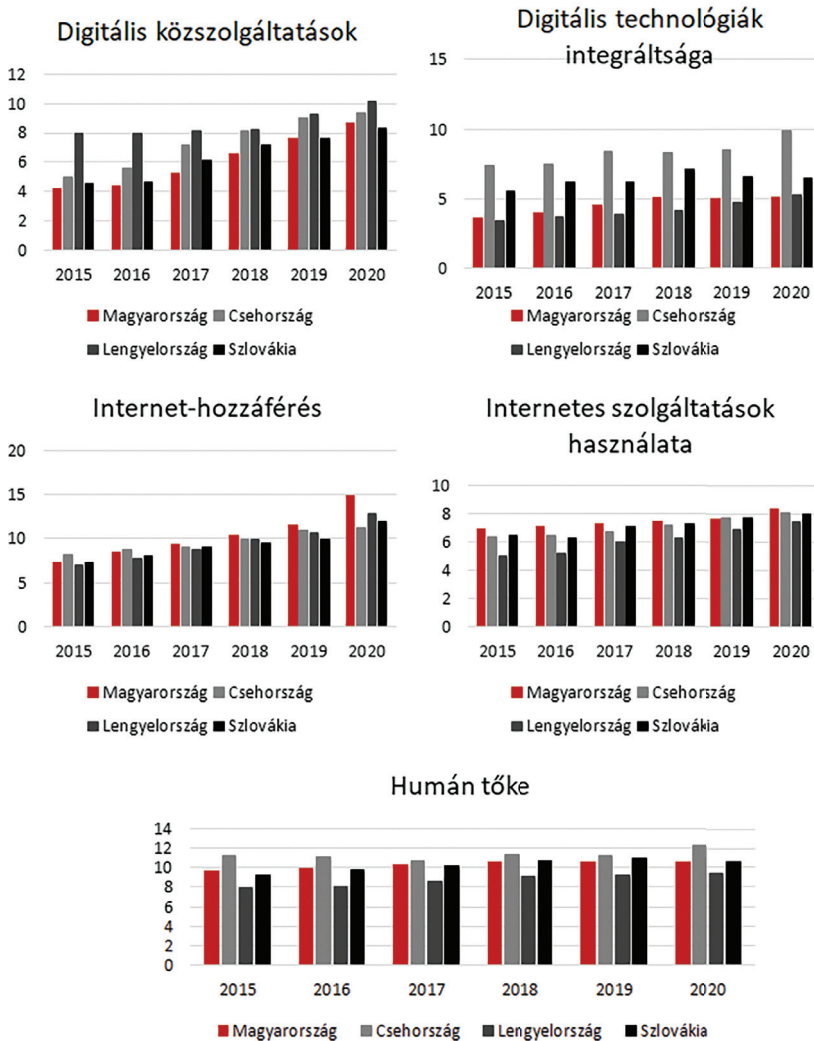 Digitális közszolgáltatások
12
10
8
6
4
2
0
2015 2016 2017 2018 2019 2020
Magyarország Csehország
Lengyelország Szlovákia
Digitális technológiák
integráltsága
15
10
5
0
2015 2016 2017 2018 2019 2020
Magyarország Csehország
Lengyelország Szlovákia
Internet-hozzáférés
20
15
10
5
0
2015 2016 2017 2018 2019 2020
Magyarország Csehország
Lengyelország Szlovákia
Internetes szolgáltatások
használata
10
8
6
4
2
0
2015 2016 2017 2018 2019 2020
Magyarország Csehország
Lengyelország Szlovákia
Humán tőke
14
12
10
8
6
4
2
0
2015 2016 2017 2018 2019 2020
Magyarország Csehország Lengyelország Szlovákia